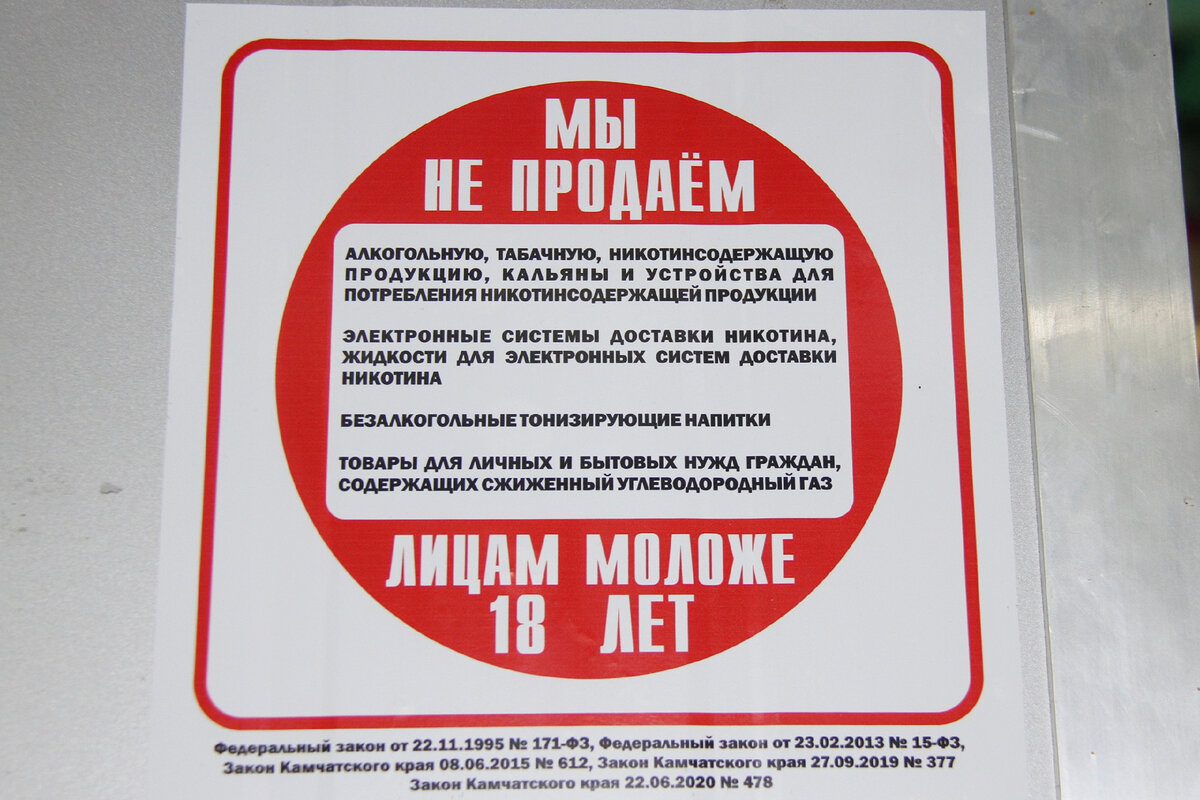 МЫ
НЕ ПРОДАЁМ
АЛКОГОЛЬНУЮ, ТАБАЧНУЮ, НИКОТИНСОДЕРЖАЩУЮ
ПРОДУКЦИЮ, КАЛЬЯНЫ И УСТРОЙСТВА ДЛЯ
ПОТРЕБЛЕНИЯ НИКОТИНСОДЕРЖАЩЕЙ ПРОДУКЦИИ
ЭЛЕКТРОННЫЕ СИСТЕМЫ ДОСТАВКИ НИКОТИНА,
ЖИДКОСТИ ДЛЯ ЭЛЕКТРОННЫХ СИСТЕМ ДОСТАВКИ
НИКОТИНА
БЕЗАЛКОГОЛЬНЫЕ ТОНИЗИРУЮЩИЕ НАПИТКИ
ТОВАРЫ ДЛЯ ЛИЧНЫХ И БЫТОВЫХ НУЖД ГРАЖДАН,
СОДЕРЖАЩИХ СЖИЖЕННЫЙ УГЛЕВОДОРОДНЫЙ ГАЗ
ЛИЦАМ МОЛОЖЕ
18 ЛЕТ
Федеральный закон от 22.11.1995 № 171-ФЗ, Федеральный закон от 23.02.2013 № 15-ФЗ,
Закон Камчатского края 08.06.2015 № 612, Закон Камчатского края 27.09.2019 № 377
Закон Камчатского края 22.06.2020 № 478